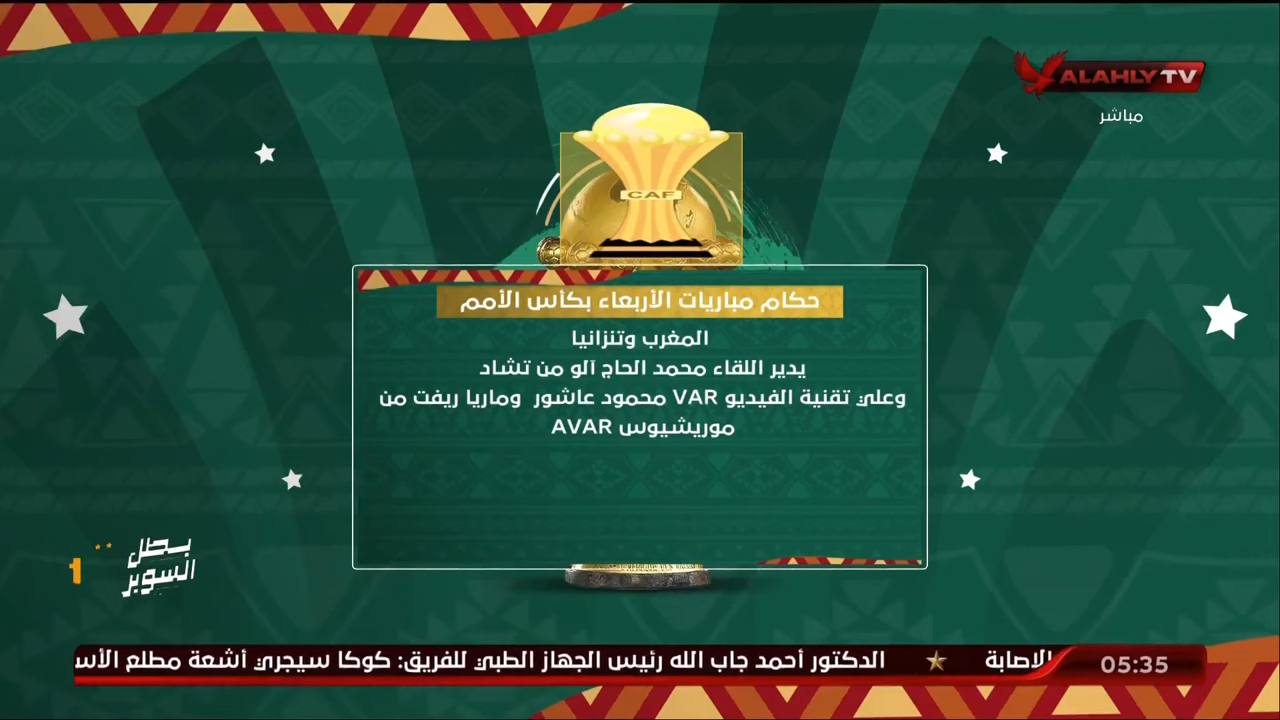 ALAHLY TV
مباشر
CAF
حكام مباريات الأربعاء بكأس الأمم
المغرب وتنزانيا
يدير اللقاء محمد الحاج آلو من تشاد
وعلي تقنية الفيديو VAR محمود عاشور وماريا ريفت من
موريشيوس AVAR
بطل
السوبر
1
05:35
الاصابة ★ الدكتور أحمد جاب الله رئيس الجهاز الطبي للفريق: كوكا سيجري أشعة مطلع الأس